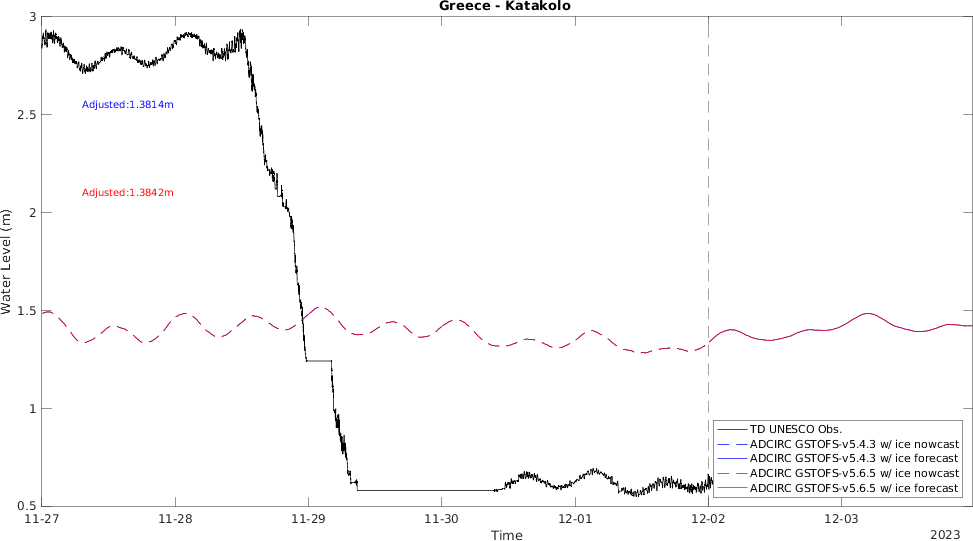 Greece - Katakolo
3
2.5
2
1.5
1
0.5
Water Level (m)
Adjusted:1.3814m
Adjusted:1.3842m
TD UNESCO Obs.
ADCIRC GSTOFS-v5.4.3 w/ ice nowcast
ADCIRC GSTOFS-v5.4.3 w/ ice forecast
ADCIRC GSTOFS-v5.6.5 w/ ice nowcast
ADCIRC GSTOFS-v5.6.5 w/ ice forecast
11-27 11-28 11-29 11-30 12-01 12-02 12-03
Time
2023